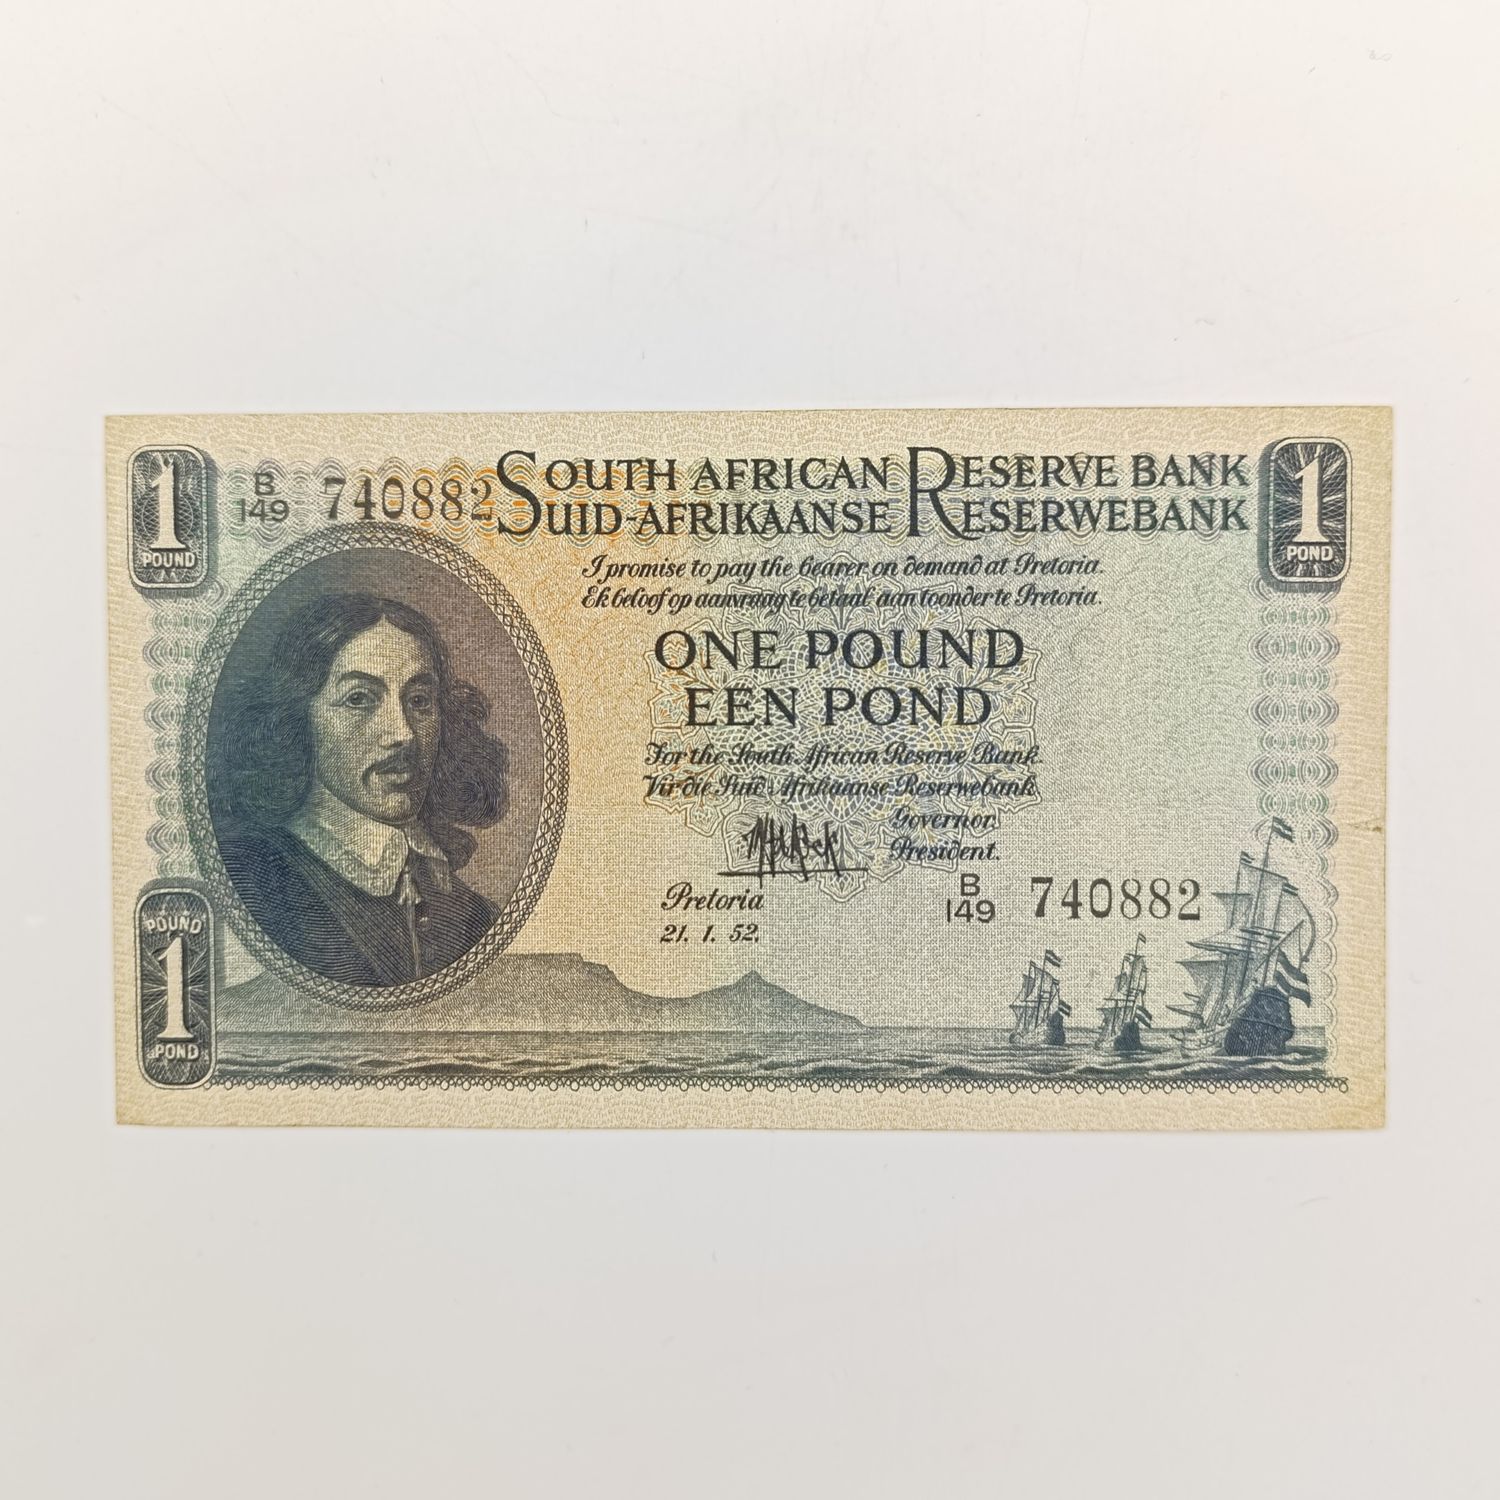 1
POUND
B
149 740882
SOUTH AFRICAN RESERVE BANK
SUID-AFRIKAANSE RESERWEBANK
1
POND
I promise to pay the bearer on demand at Pretoria.
Ek beloof op aanvraag te betaal aan toonder te Pretoria.
ONE POUND
EEN POND
For the South African Reserve Bank.
Vir die Suid-Afrikaanse Reserwebank.
Governor.
President.
Pretoria
21. 1. 52.
B
149 740882
POUND
1
POND